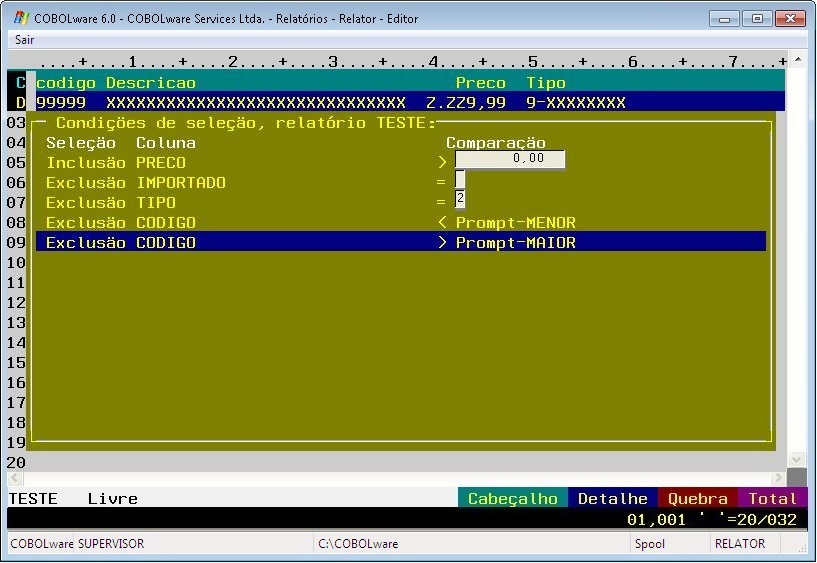 COBOLware 6.0 - COBOLware Services Ltda. - Relatórios - Relator - Editor
Sair
....+....1....+....2....+....3....+....4....+....5....+....6....+....7....+
C codigo Descricao Preco Tipo
D 99999 XXXXXXXXXXXXXXXXXXXXXXXXXXXXXX Z.ZZ9,99 9-XXXXXXXX
03 Condições de seleção, relatório TESTE:
04 Seleção Coluna Comparação
05 Inclusão PRECO > 0,00
06 Exclusão IMPORTADO =
07 Exclusão TIPO = 2
08 Exclusão CODIGO < Prompt-MENOR
09 Exclusão CODIGO > Prompt-MAIOR
10
11
12
13
14
15
16
17
18
19
20
TESTE Livre Cabeçalho Detalhe Quebra Total
01,001 ' '=20/032
COBOLware SUPERVISOR C:\COBOLware Spool RELATOR